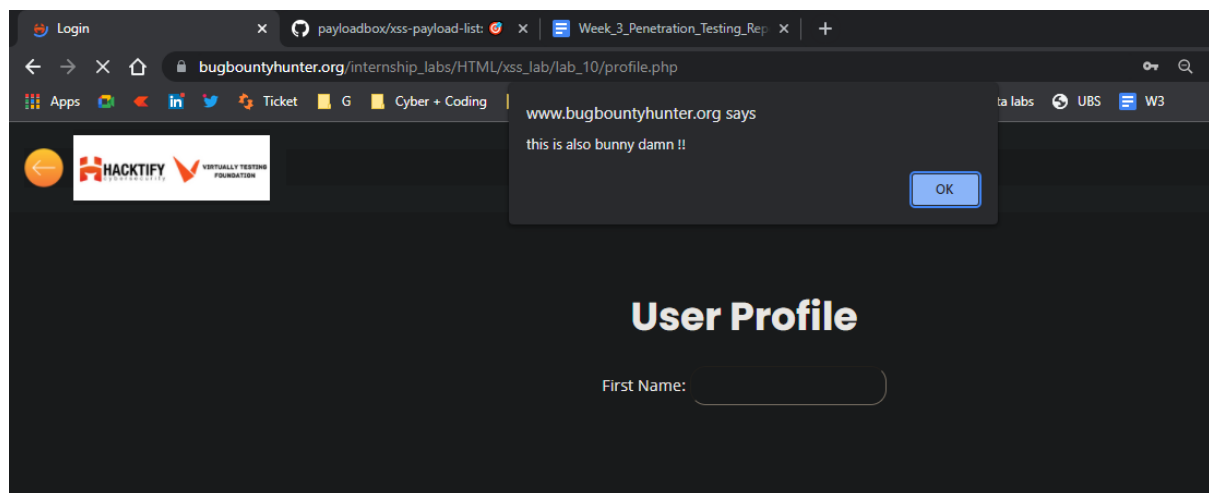 Login
payloadbox/xss-payload-list: 🎯
Week_3_Penetration_Testing_Rep
bugbountyhunter.org/internship_labs/HTML/xss_lab/lab_10/profile.php
Apps
Ticket
G
Cyber + Coding
ta labs
UBS
W3
www.bugbountyhunter.org says
this is also bunny damn !!
OK
HACKTIFY
cybersecurity
VIRTUALLY TESTING
FOUNDATION
User Profile
First Name: